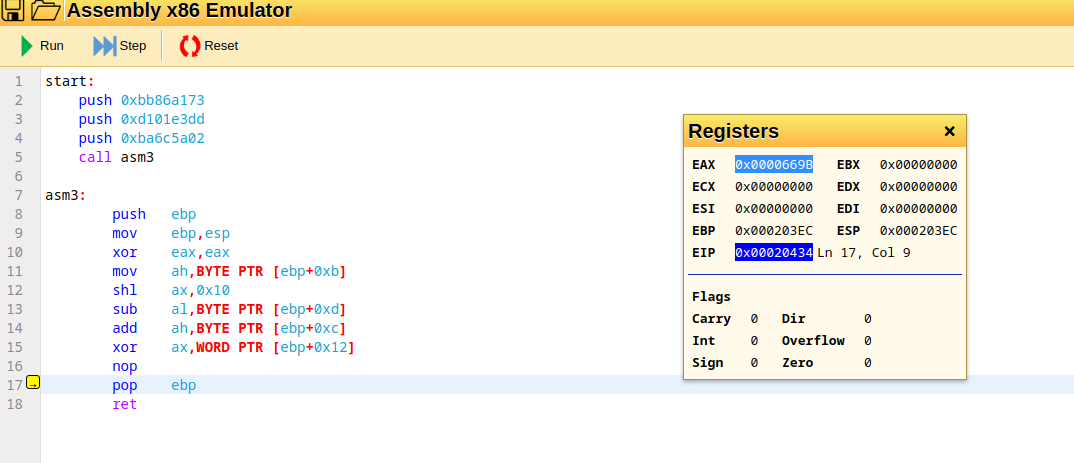 Assembly x86 Emulator
Run Step Reset
1 start:
2 push 0xbb86a173
3 push 0xd101e3dd
4 push 0xba6c5a02
5 call asm3
6
7 asm3:
8 push ebp
9 mov ebp,esp
10 xor eax,eax
11 mov ah,BYTE PTR [ebp+0xb]
12 shl ax,0x10
13 sub al,BYTE PTR [ebp+0xd]
14 add ah,BYTE PTR [ebp+0xc]
15 xor ax,WORD PTR [ebp+0x12]
16 nop
17 pop ebp
18 ret
Registers ×
EAX 0x0000669B EBX 0x00000000
ECX 0x00000000 EDX 0x00000000
ESI 0x00000000 EDI 0x00000000
EBP 0x000203EC ESP 0x000203EC
EIP 0x00020434 Ln 17, Col 9
Flags
Carry 0 Dir 0
Int 0 Overflow 0
Sign 0 Zero 0